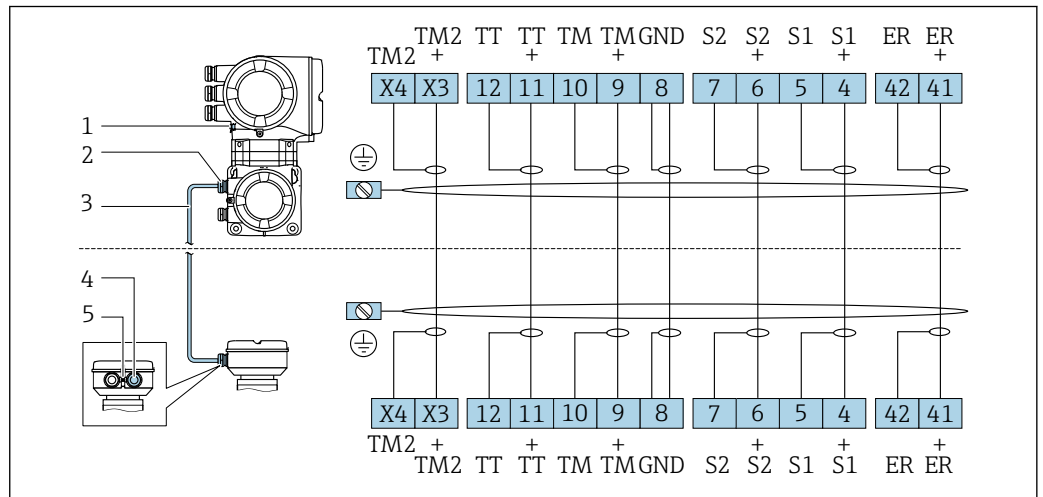 TM2 TT TT TM TM GND S2 S2 S1 S1 ER ER
TM2 + + + + + +
X4 X3 12 11 10 9 8 7 6 5 4 42 41
1
2
3
4
5
X4 X3 12 11 10 9 8 7 6 5 4 42 41
TM2 + + + + + +
TM2 TT TT TM TM GND S2 S2 S1 S1 ER ER